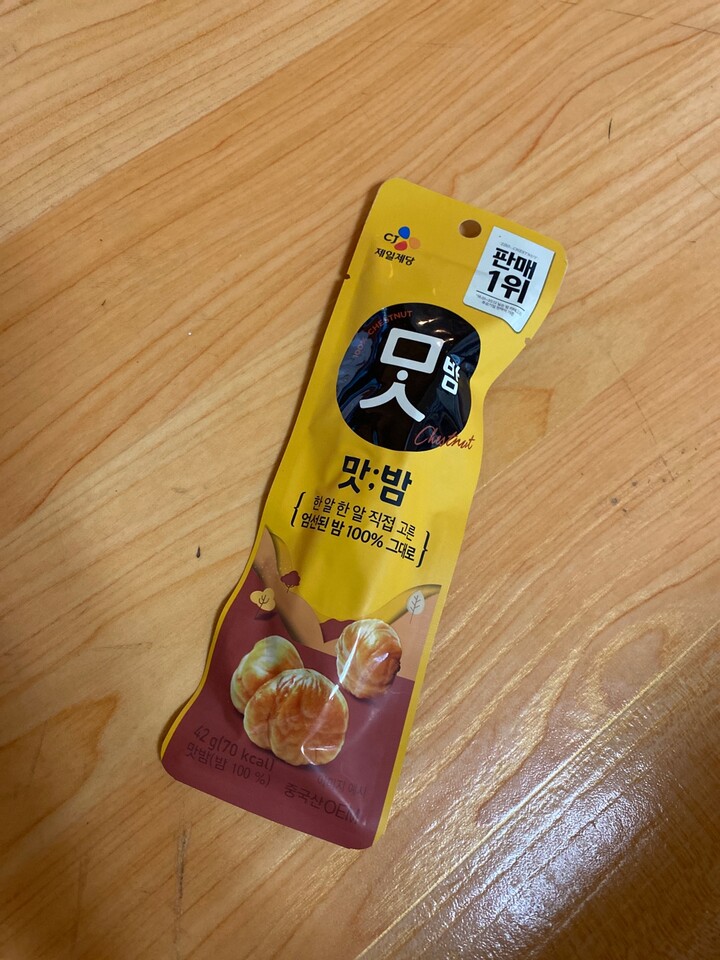 CJ
제일제당
판매
1위
100% CHESTNUT
맛
밤
Chestnut
맛;밤
한 알 한 알 직접 고른
엄선된 밤 100% 그대로
42 g(70 kcal)
맛밤(밤 100 %)
중국산OEM